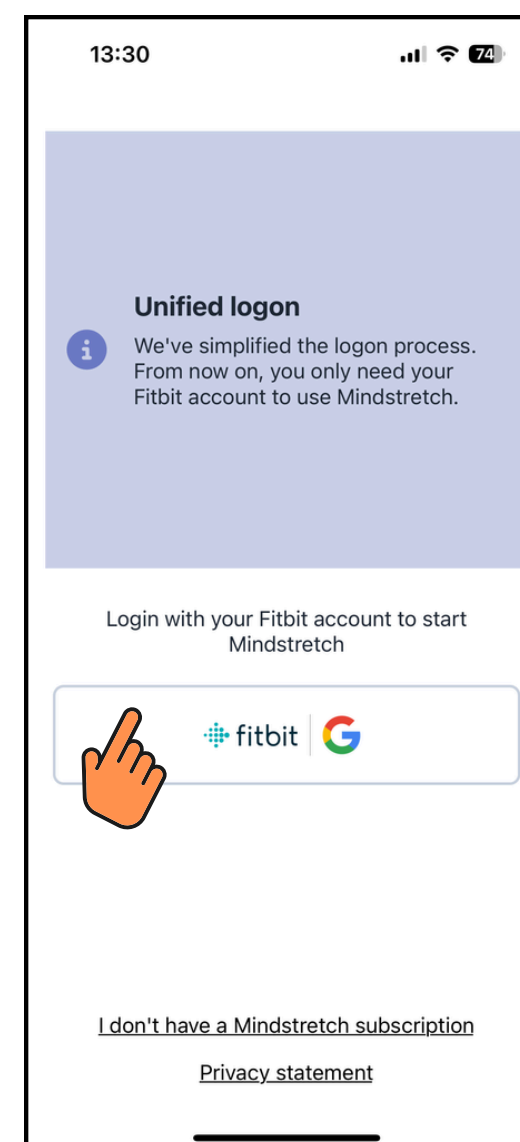 13:30
74
Unified logon
We've simplified the logon process.
From now on, you only need your
Fitbit account to use Mindstretch.
Login with your Fitbit account to start
Mindstretch
fitbit
I don't have a Mindstretch subscription
Privacy statement